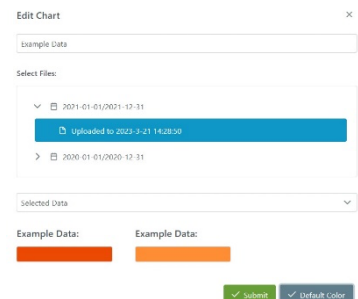 Edit Chart
Example Data
Select Files:
2021-01-01/2021-12-31
Uploaded to 2023-3-21 14:28:50
2020-01-01/2020-12-31
Selected Data
Example Data: Example Data:
Submit Default Color